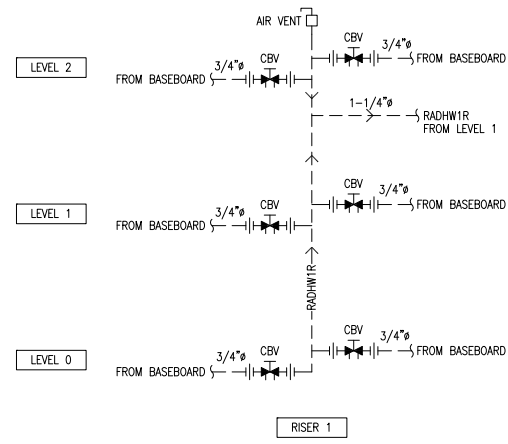 AIR VENT
CBV
3/4"ø
FROM BASEBOARD
LEVEL 2
3/4"ø
CBV
FROM BASEBOARD
1-1/4"ø
RADHW1R
FROM LEVEL 1
CBV
3/4"ø
FROM BASEBOARD
LEVEL 1
3/4"ø
CBV
FROM BASEBOARD
RADHW1R
CBV
3/4"ø
FROM BASEBOARD
LEVEL 0
3/4"ø
CBV
FROM BASEBOARD
RISER 1